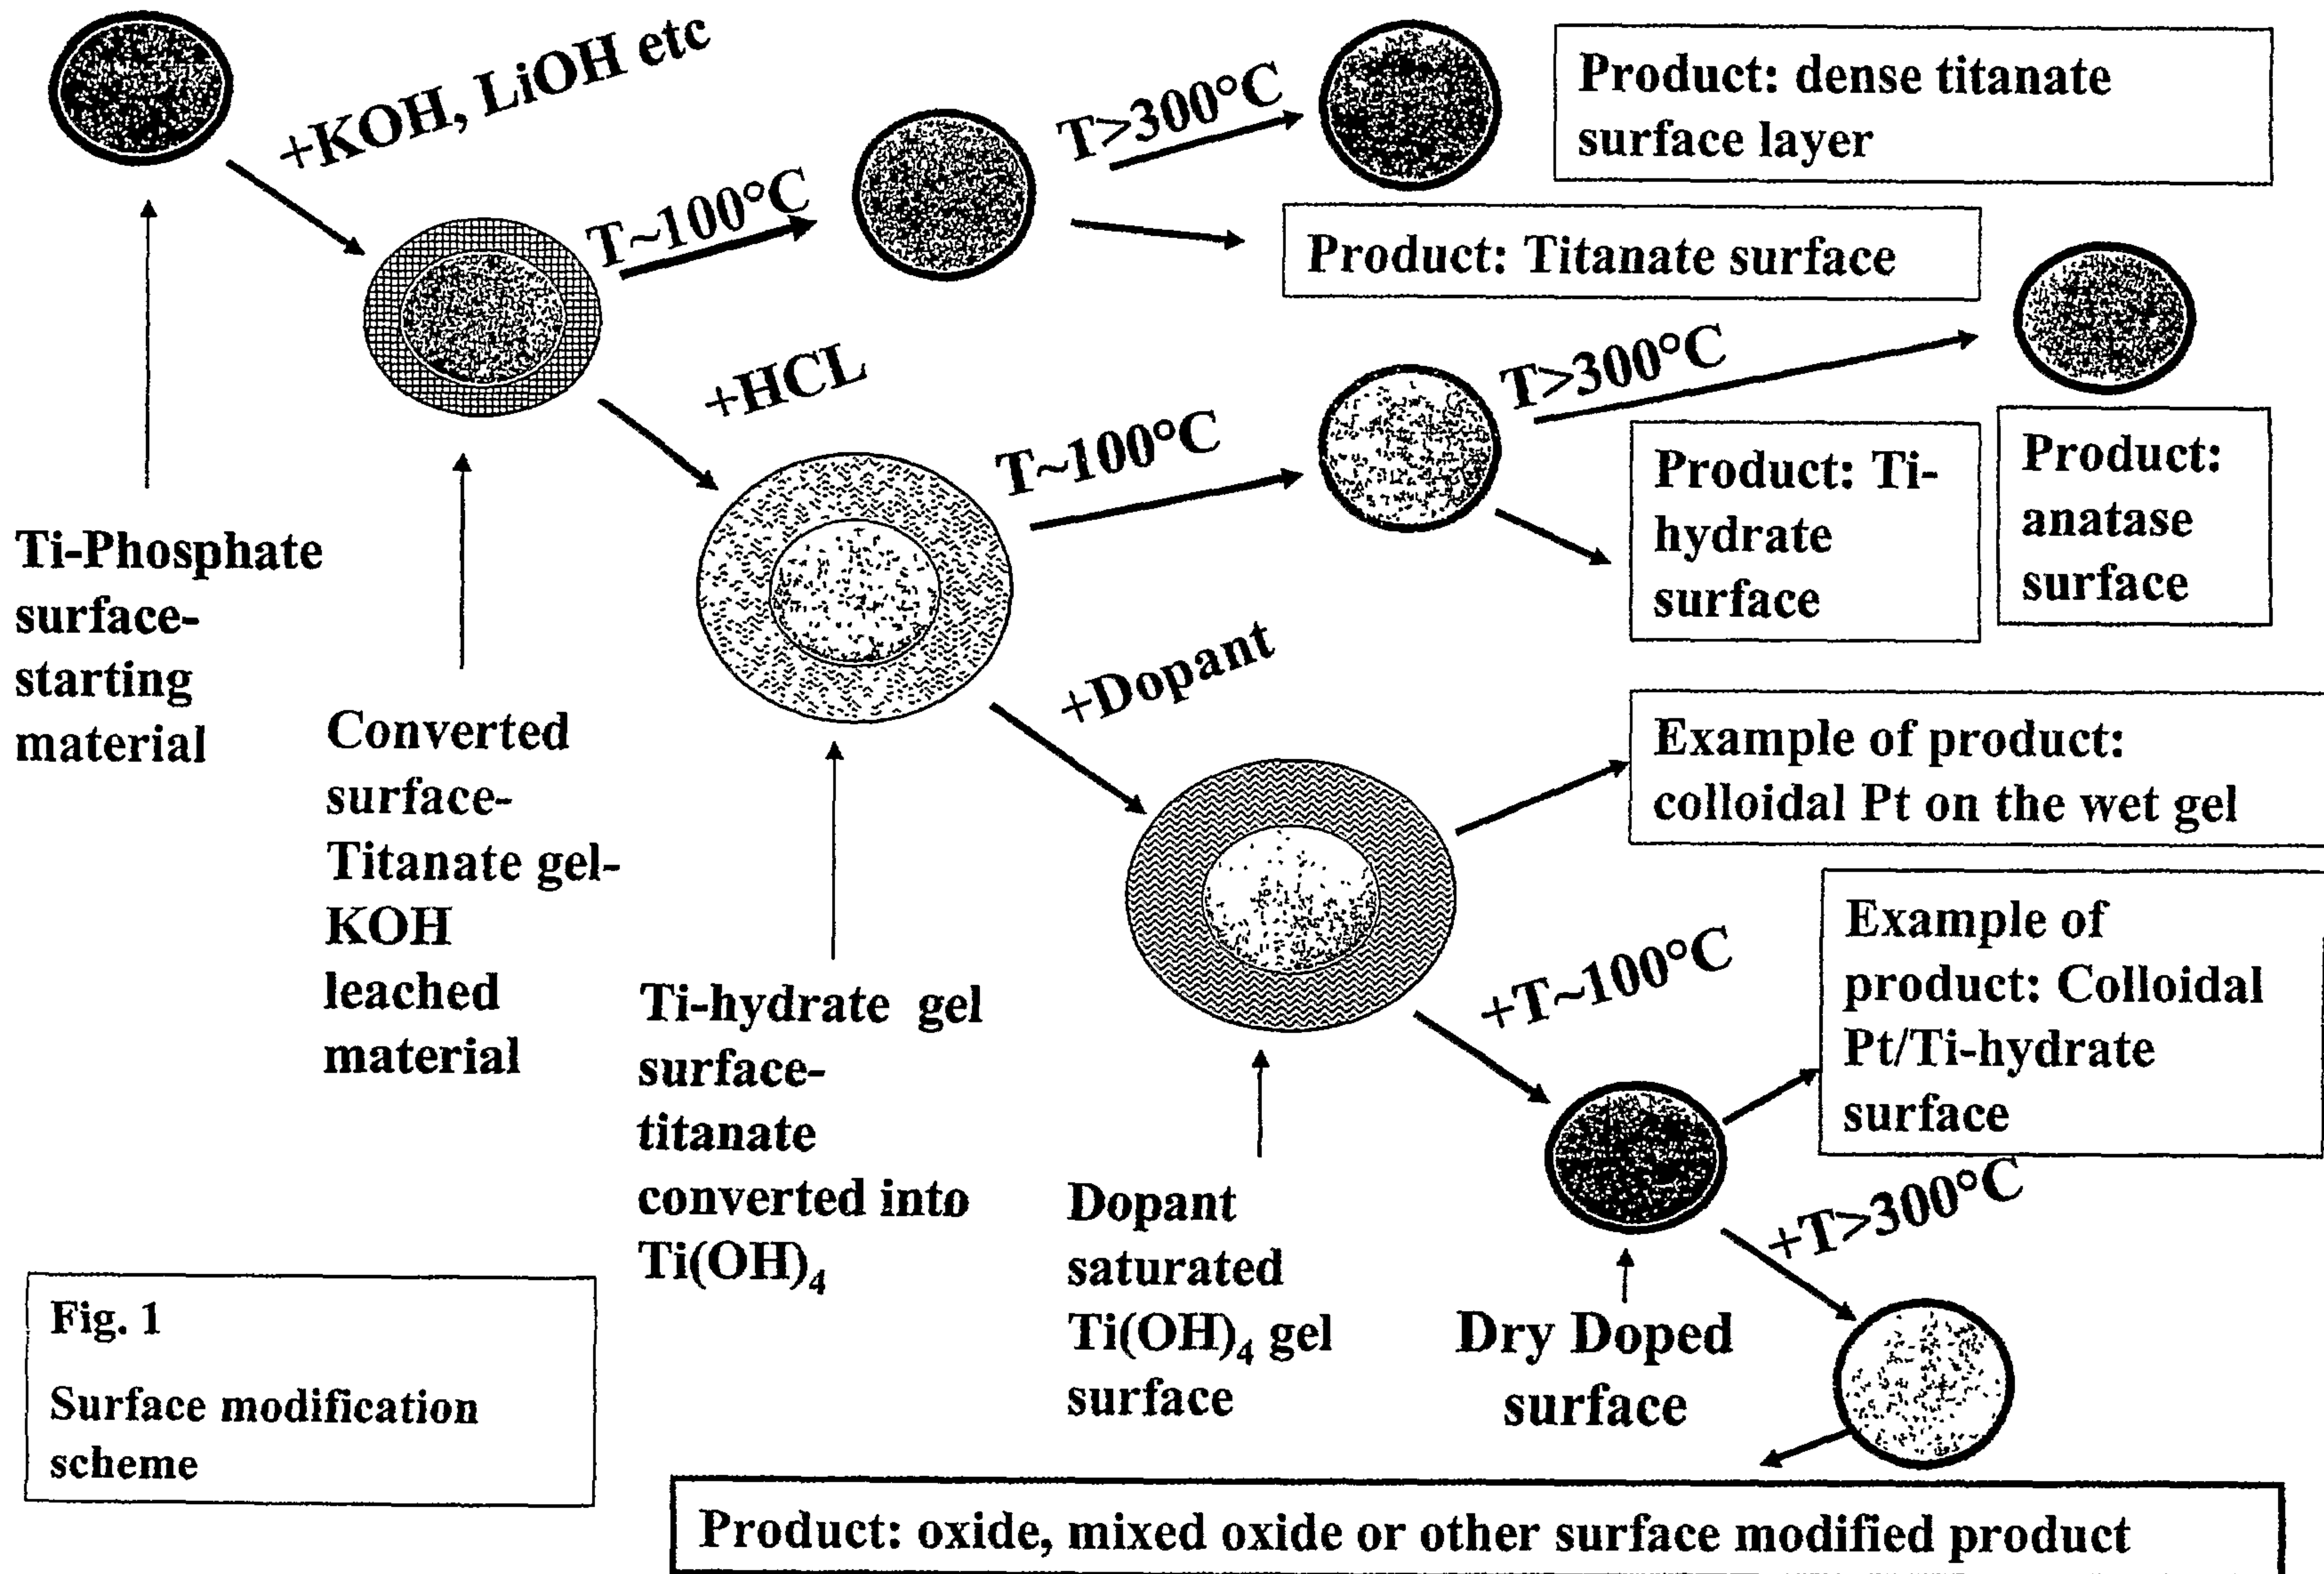 +KOH, LiOH etc
T~100°C
T>300°C
Product: dense titanate
surface layer
Product: Titanate surface
+HCL
T~100°C
T>300°C
Product: Ti-
hydrate
surface
Product:
anatase
surface
Ti-Phosphate
surface-
starting
material
Converted
surface-
Titanate gel-
KOH
leached
material
+Dopant
Example of product:
colloidal Pt on the wet gel
Ti-hydrate gel
surface-
titanate
converted into
Ti(OH)₄
+T~100°C
Example of
product: Colloidal
Pt/Ti-hydrate
surface
Dopant
saturated
Ti(OH)₄ gel
surface
Dry Doped
surface
+T>300°C
Fig. 1
Surface modification
scheme
Product: oxide, mixed oxide or other surface modified product